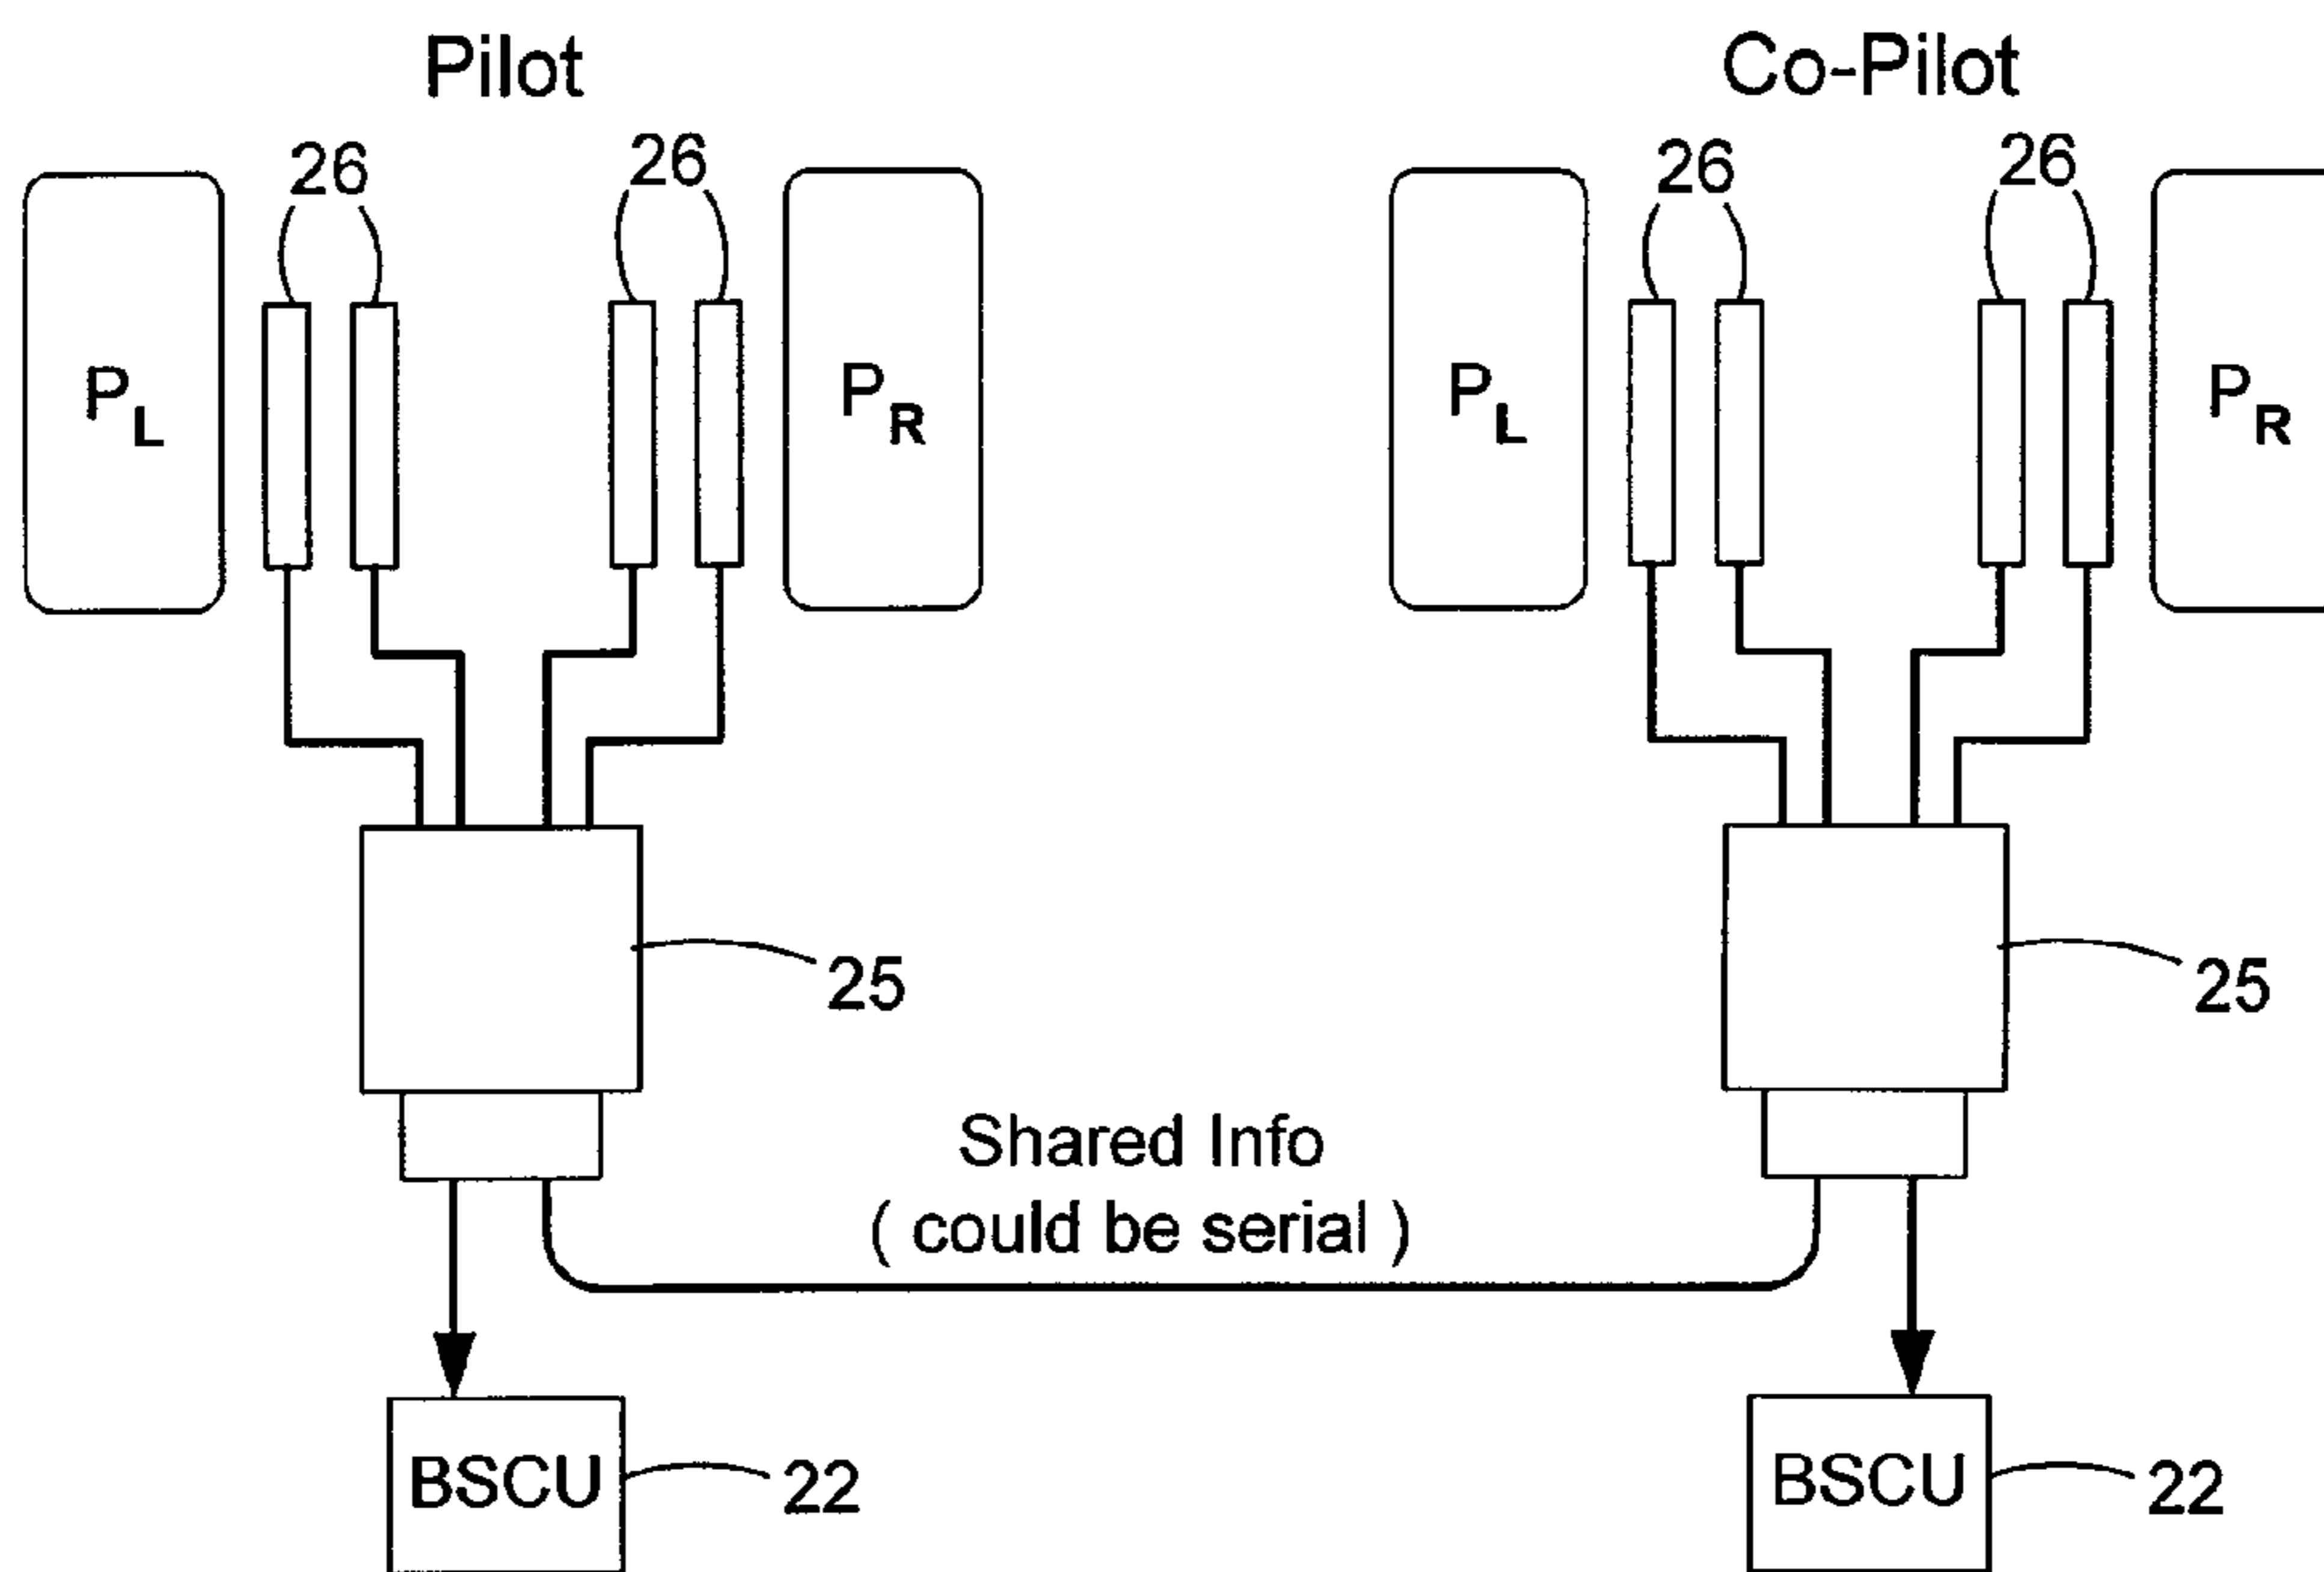 Pilot
Co-Pilot
26
26
26
26
PL
PR
PL
PR
25
25
Shared Info
( could be serial )
BSCU
22
BSCU
22